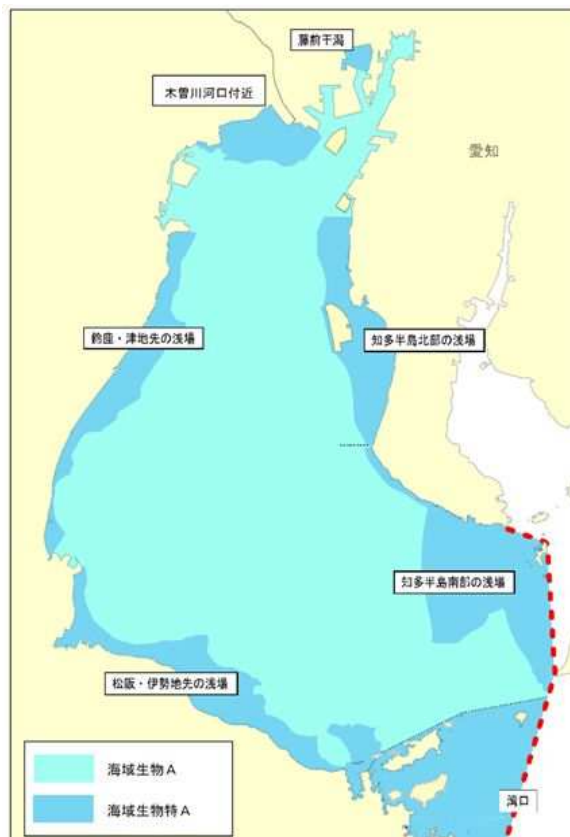 藤前干潟
木曽川河口付近
愛知
鈴鹿・津地先の浅場
知多半島北部の浅場
知多半島南部の浅場
松阪・伊勢地先の浅場
海域生物A
海域生物特A
湾口